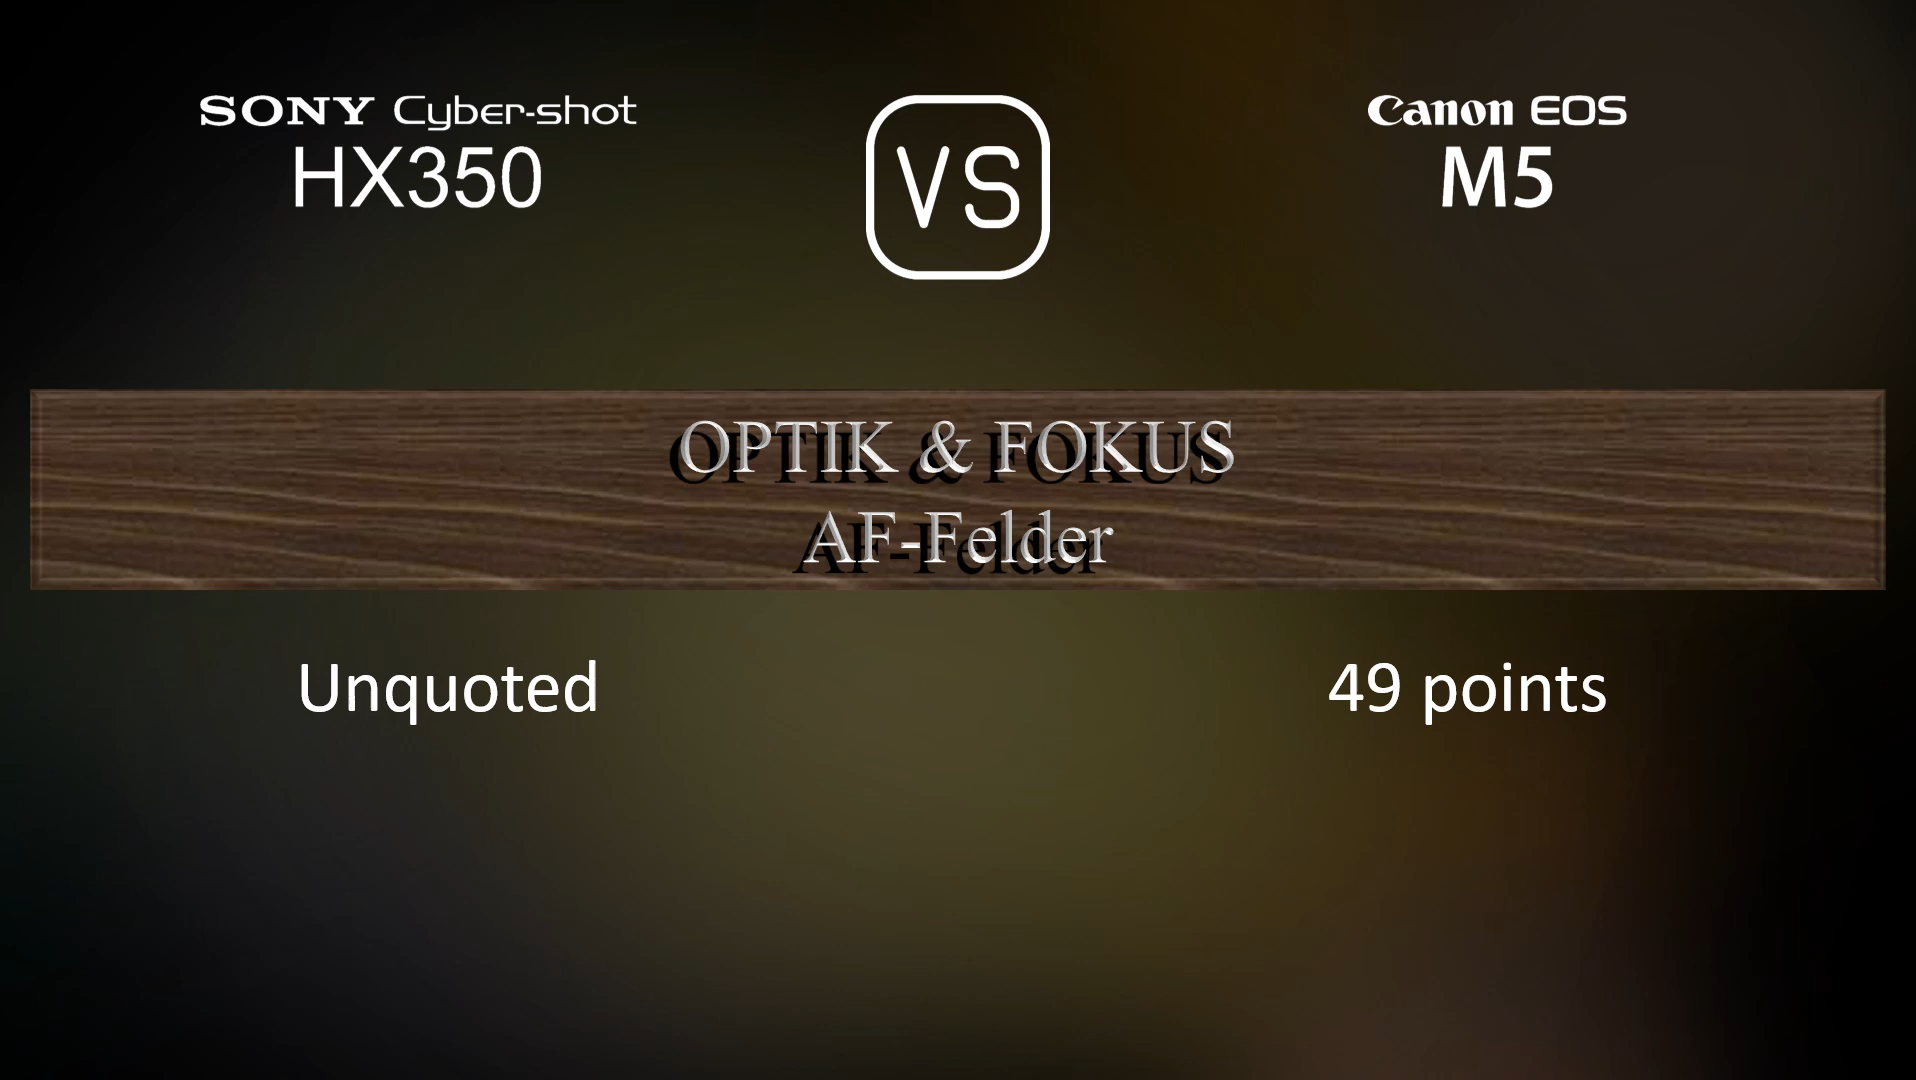 SONY Cyber-shot
HX350
VS
Canon EOS
M5
OPTIK & FOKUS
AF-Felder
Unquoted
49 points